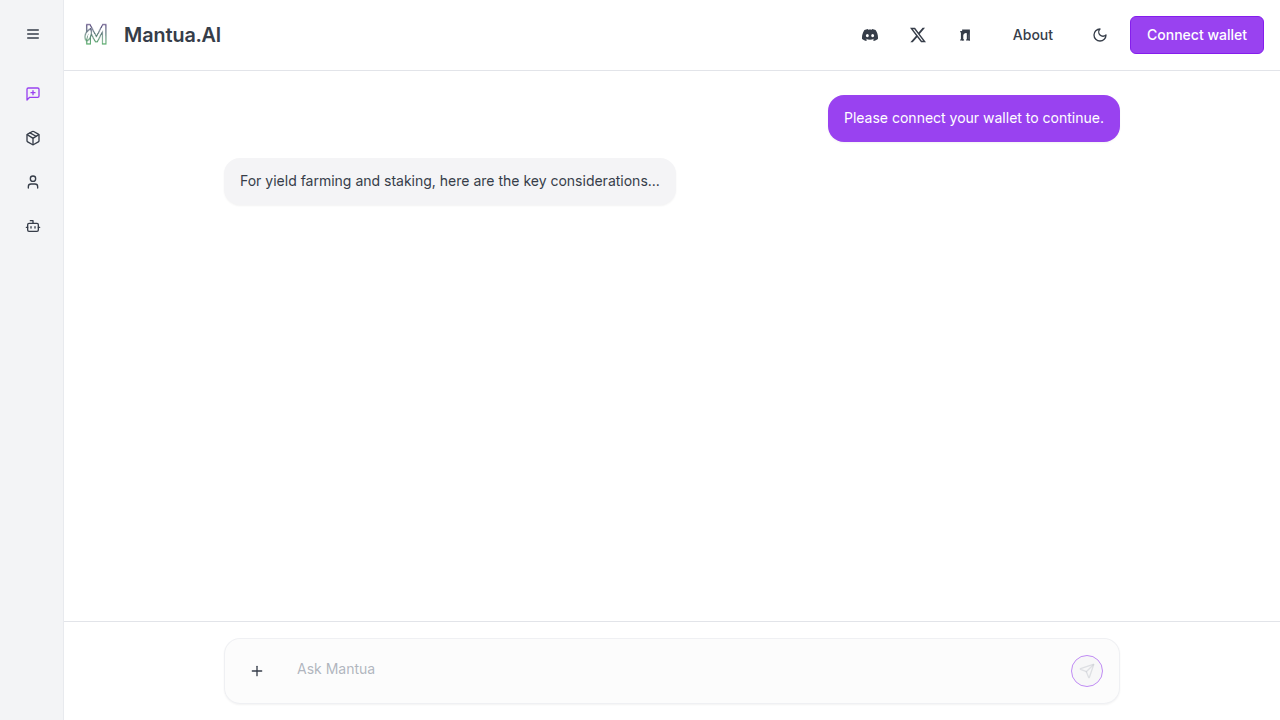 Mantua.AI
About
Connect wallet
Please connect your wallet to continue.
For yield farming and staking, here are the key considerations...
Ask Mantua